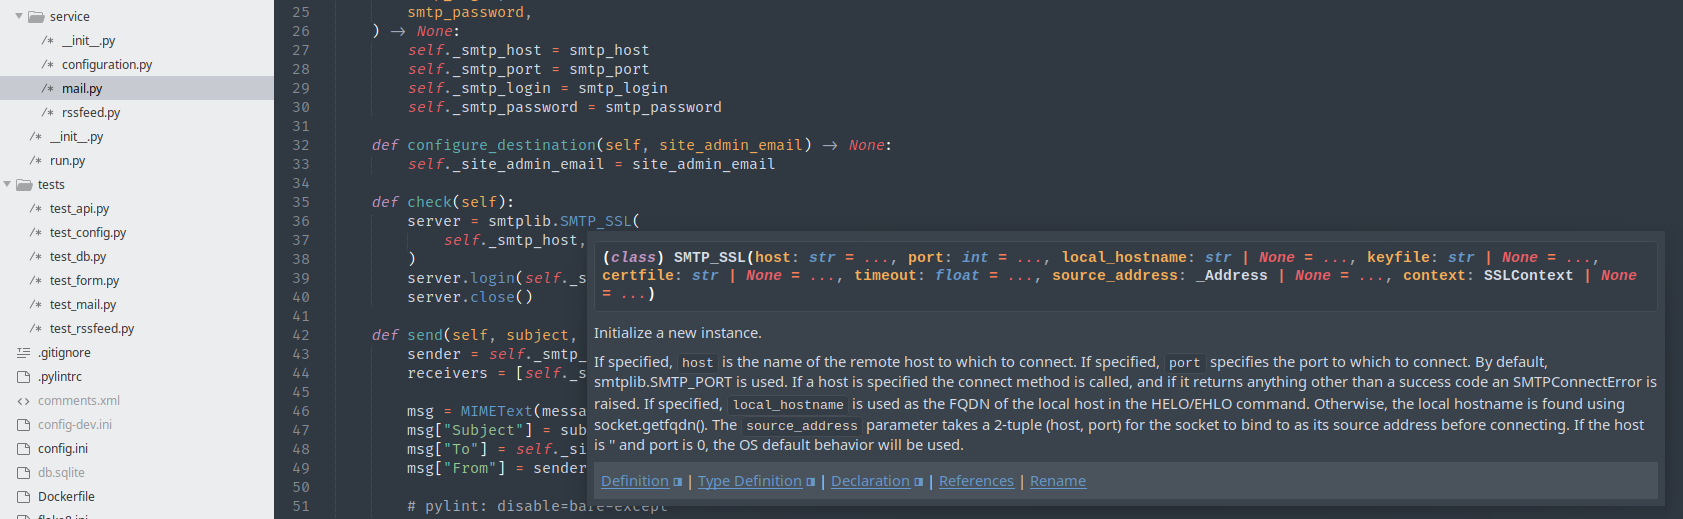 service
/* __init__.py
/* configuration.py
/* mail.py
/* rssfeed.py
/* __init__.py
/* run.py
tests
/* test_api.py
/* test_config.py
/* test_db.py
/* test_form.py
/* test_mail.py
/* test_rssfeed.py
.gitignore
.pylintrc
<> comments.xml
config-dev.ini
config.ini
db.sqlite
Dockerfile
25 smtp_password,
26 ) → None:
27 self._smtp_host = smtp_host
28 self._smtp_port = smtp_port
29 self._smtp_login = smtp_login
30 self._smtp_password = smtp_password
31
32 def configure_destination(self, site_admin_email) → None:
33 self._site_admin_email = site_admin_email
34
35 def check(self):
36 server = smtplib.SMTP_SSL(
37 self._smtp_host,
38 )
39 server.login(self._s
40 server.close()
41
42 def send(self, subject,
43 sender = self._smtp_
44 receivers = [self._s
45
46 msg = MIMEText(messa
47 msg["Subject"] = sub
48 msg["To"] = self._si
49 msg["From"] = sender
50
51 # pylint: disable=bare-except
(class) SMTP_SSL(host: str = ..., port: int = ..., local_hostname: str | None = ..., keyfile: str | None = ...,
certfile: str | None = ..., timeout: float = ..., source_address: _Address | None = ..., context: SSLContext | None
= ...)
Initialize a new instance.
If specified, host is the name of the remote host to which to connect. If specified, port specifies the port to which to connect. By default,
smtplib.SMTP_PORT is used. If a host is specified the connect method is called, and if it returns anything other than a success code an SMTPConnectError is
raised. If specified, local_hostname is used as the FQDN of the local host in the HELO/EHLO command. Otherwise, the local hostname is found using
socket.getfqdn(). The source_address parameter takes a 2-tuple (host, port) for the socket to bind to as its source address before connecting. If the host
is '' and port is 0, the OS default behavior will be used.
Definition | Type Definition | Declaration | References | Rename